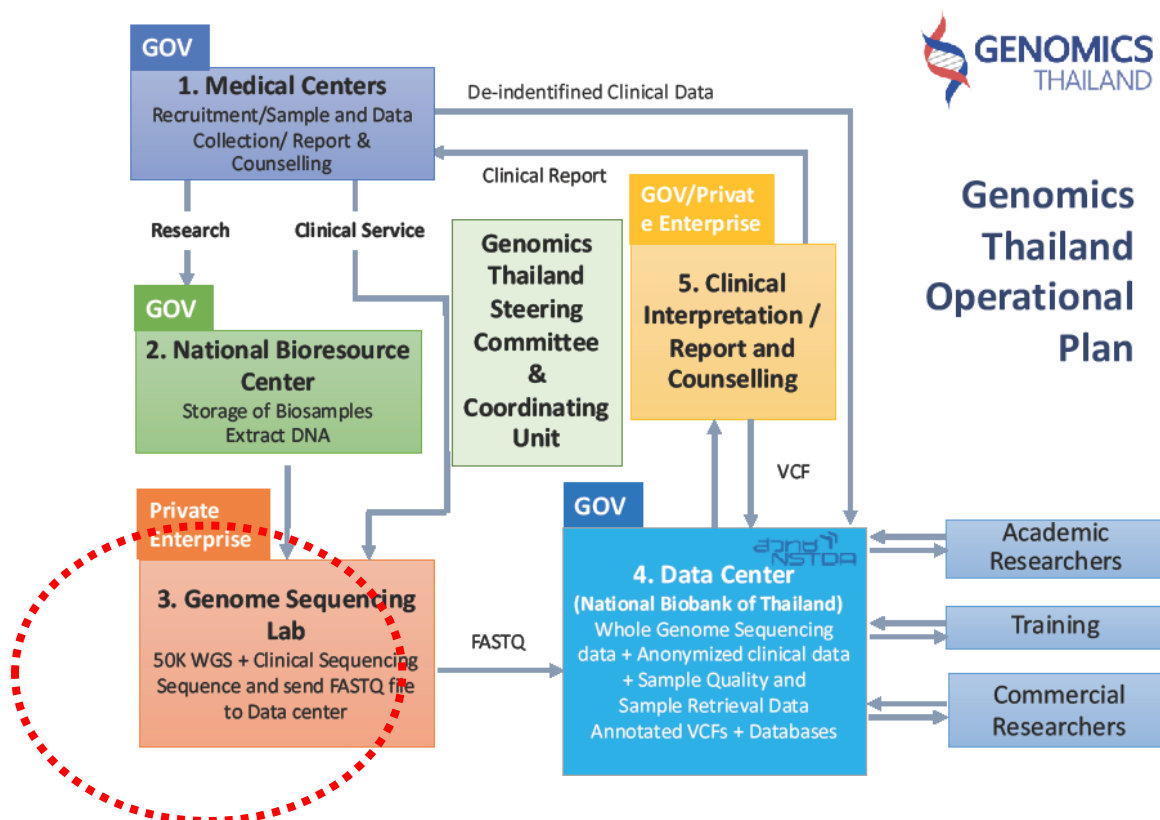 GOV
1. Medical Centers
Recruitment/Sample and Data
Collection/ Report &
Counselling
De-indentifined Clinical Data
Clinical Report
GENOMICS
THAILAND
Genomics
Thailand
Operational
Plan
Research
Clinical Service
GOV
2. National Bioresource
Center
Storage of Biosamples
Extract DNA
Genomics
Thailand
Steering
Committee
&
Coordinating
Unit
GOV/Privat
e Enterprise
5. Clinical
Interpretation /
Report and
Counselling
VCF
Private
Enterprise
3. Genome Sequencing
Lab
50K WGS + Clinical Sequencing
Sequence and send FASTQ file
to Data center
FASTQ
GOV
สวทช
NSTDA
4. Data Center
(National Biobank of Thailand)
Whole Genome Sequencing
data + Anonymized clinical data
+ Sample Quality and
Sample Retrieval Data
Annotated VCFs + Databases
Academic
Researchers
Training
Commercial
Researchers